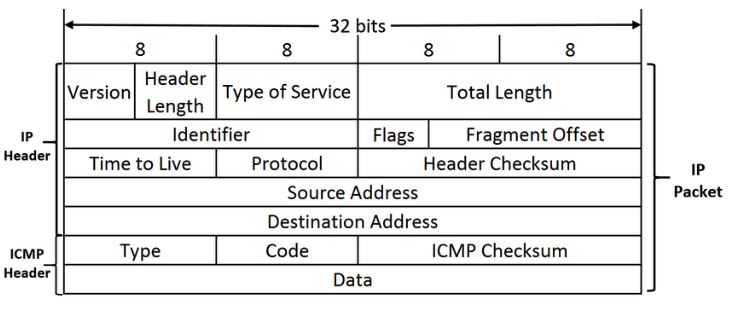 32 bits
8 8 8 8
Version Header Length Type of Service Total Length
Identifier Flags Fragment Offset
IP Header
Time to Live Protocol Header Checksum
IP Packet
Source Address
Destination Address
Type Code ICMP Checksum
ICMP Header
Data